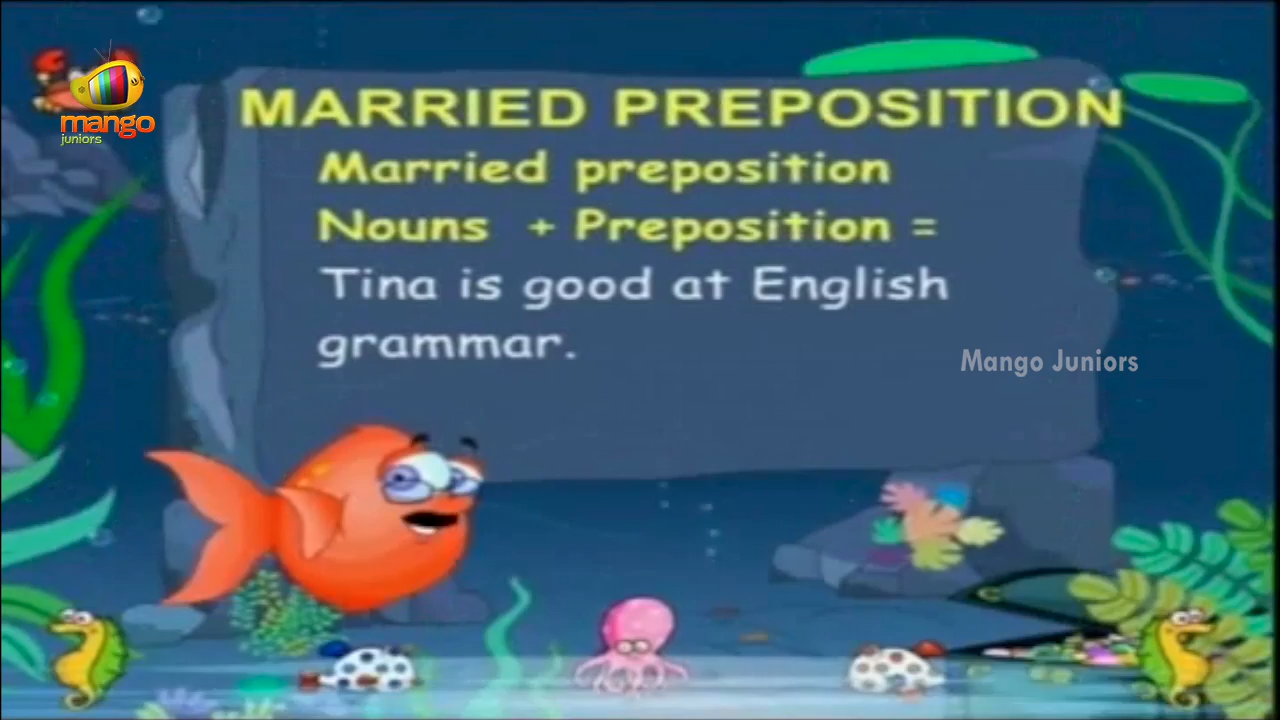 mango
juniors
MARRIED PREPOSITION
Married preposition
Nouns + Preposition =
Tina is good at English
grammar.
Mango Juniors